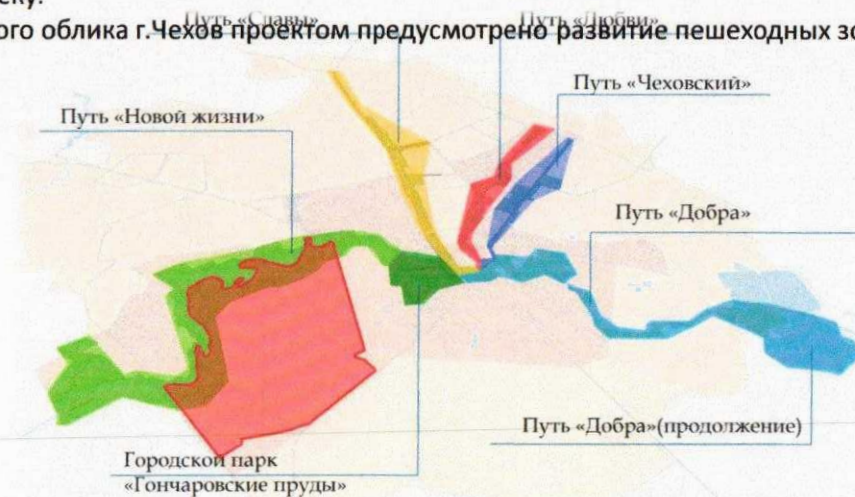 ого облика г.Чехов проектом предусмотрено развитие пешеходных зо
Путь «Славы»
Путь «Любви»
Путь «Чеховский»
Путь «Новой жизни»
Путь «Добра»
Путь «Добра»(продолжение)
Городской парк
«Гончаровские пруды»